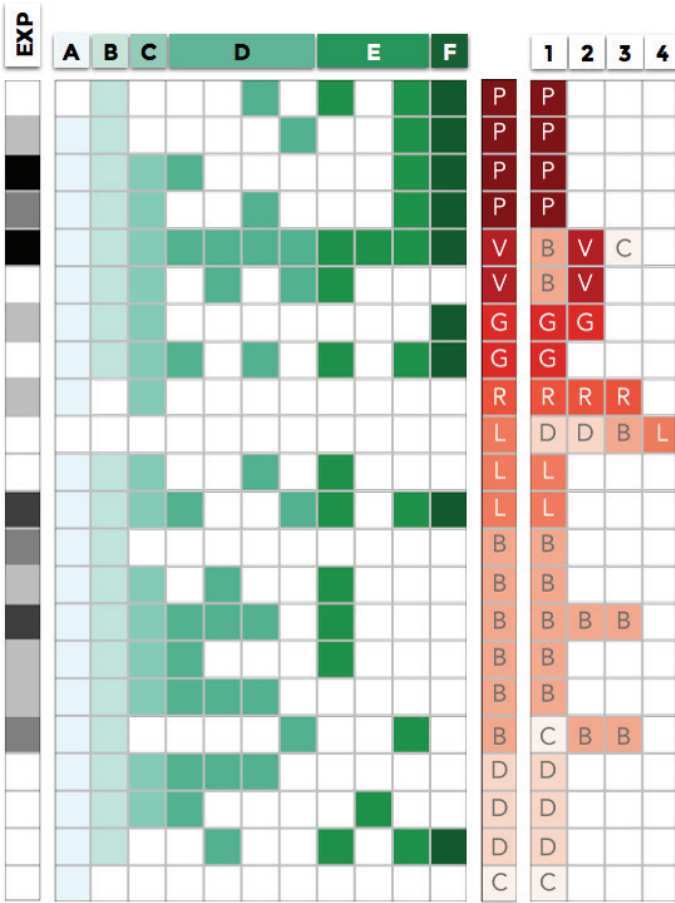 EXP A B C D E F 1 2 3 4
P P
P P
P P
P P
V B V C
V B V
G G G
G G
R R R R
L D D B L
L L
L L
B B
B B
B B B B
B B
B B
B C B B
D D
D D
D D
C C